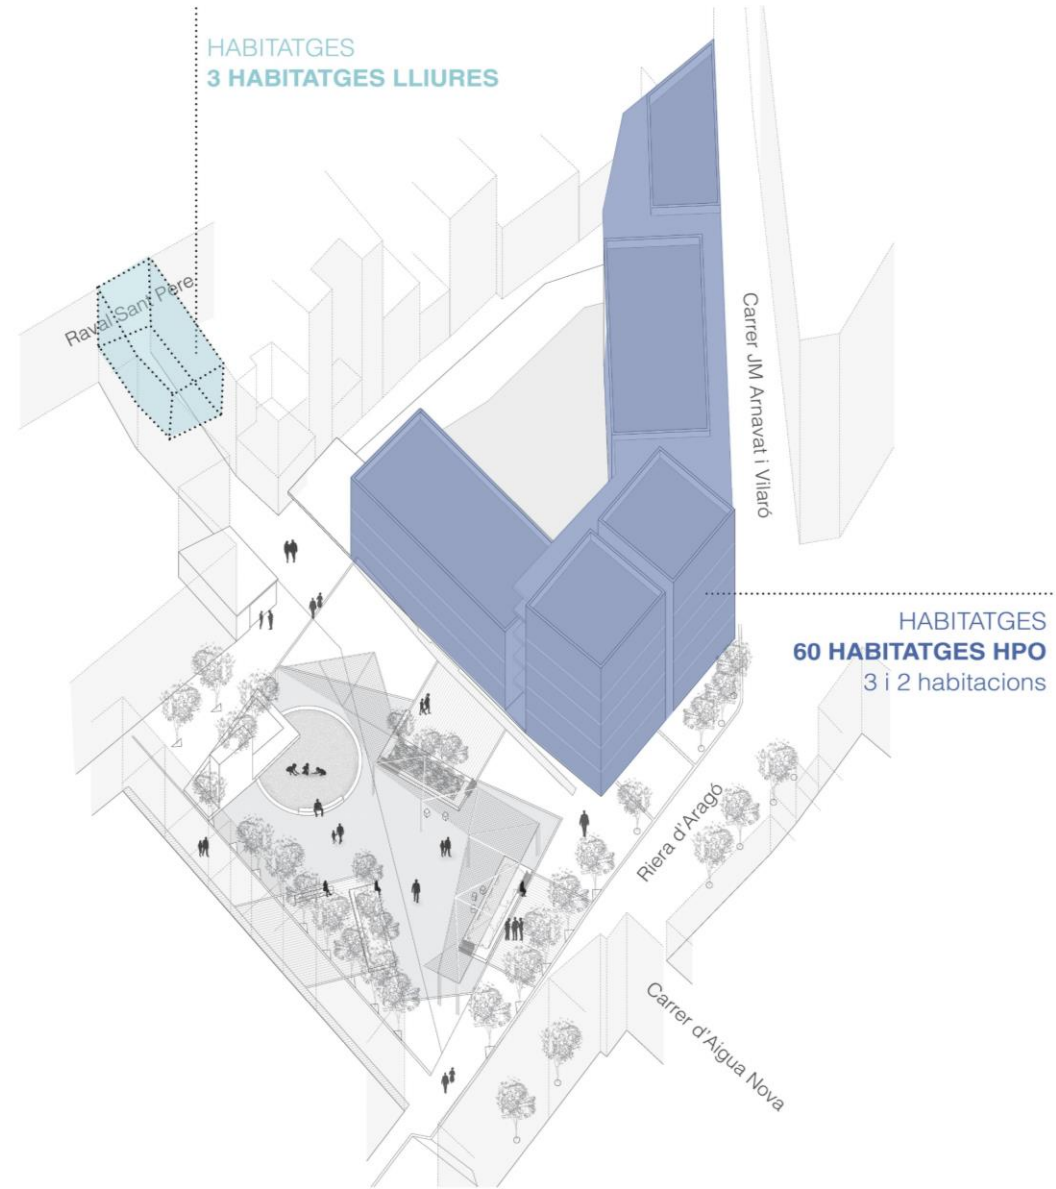 HABITATGES
3 HABITATGES LLIURES
Raval Sant Pere
Carrer JM Arnavat i Vilaró
HABITATGES
60 HABITATGES HPO
3 i 2 habitacions
Riera d'Aragó
Carrer d'Aigua Nova